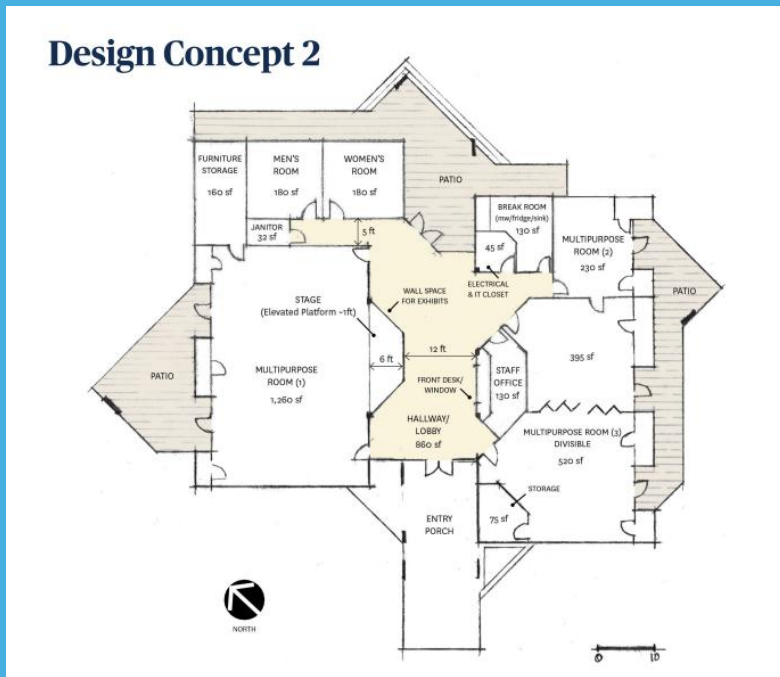 Design Concept 2
FURNITURE
STORAGE
160 sf
MEN'S
ROOM
180 sf
WOMEN'S
ROOM
180 sf
PATIO
BREAK ROOM
(mw/fridge/sink)
130 sf
JANITOR
32 sf
5 ft
45 sf
MULTIPURPOSE
ROOM (2)
230 sf
ELECTRICAL
& IT CLOSET
WALL SPACE
FOR EXHIBITS
STAGE
(Elevated Platform ~1ft)
PATIO
12 ft
6 ft
395 sf
PATIO
MULTIPURPOSE
ROOM (1)
1,260 sf
STAFF
OFFICE
130 sf
FRONT DESK/
WINDOW
HALLWAY/
LOBBY
860 sf
MULTIPURPOSE ROOM (3)
DIVISIBLE
520 sf
STORAGE
75 sf
ENTRY
PORCH
NORTH
0 10